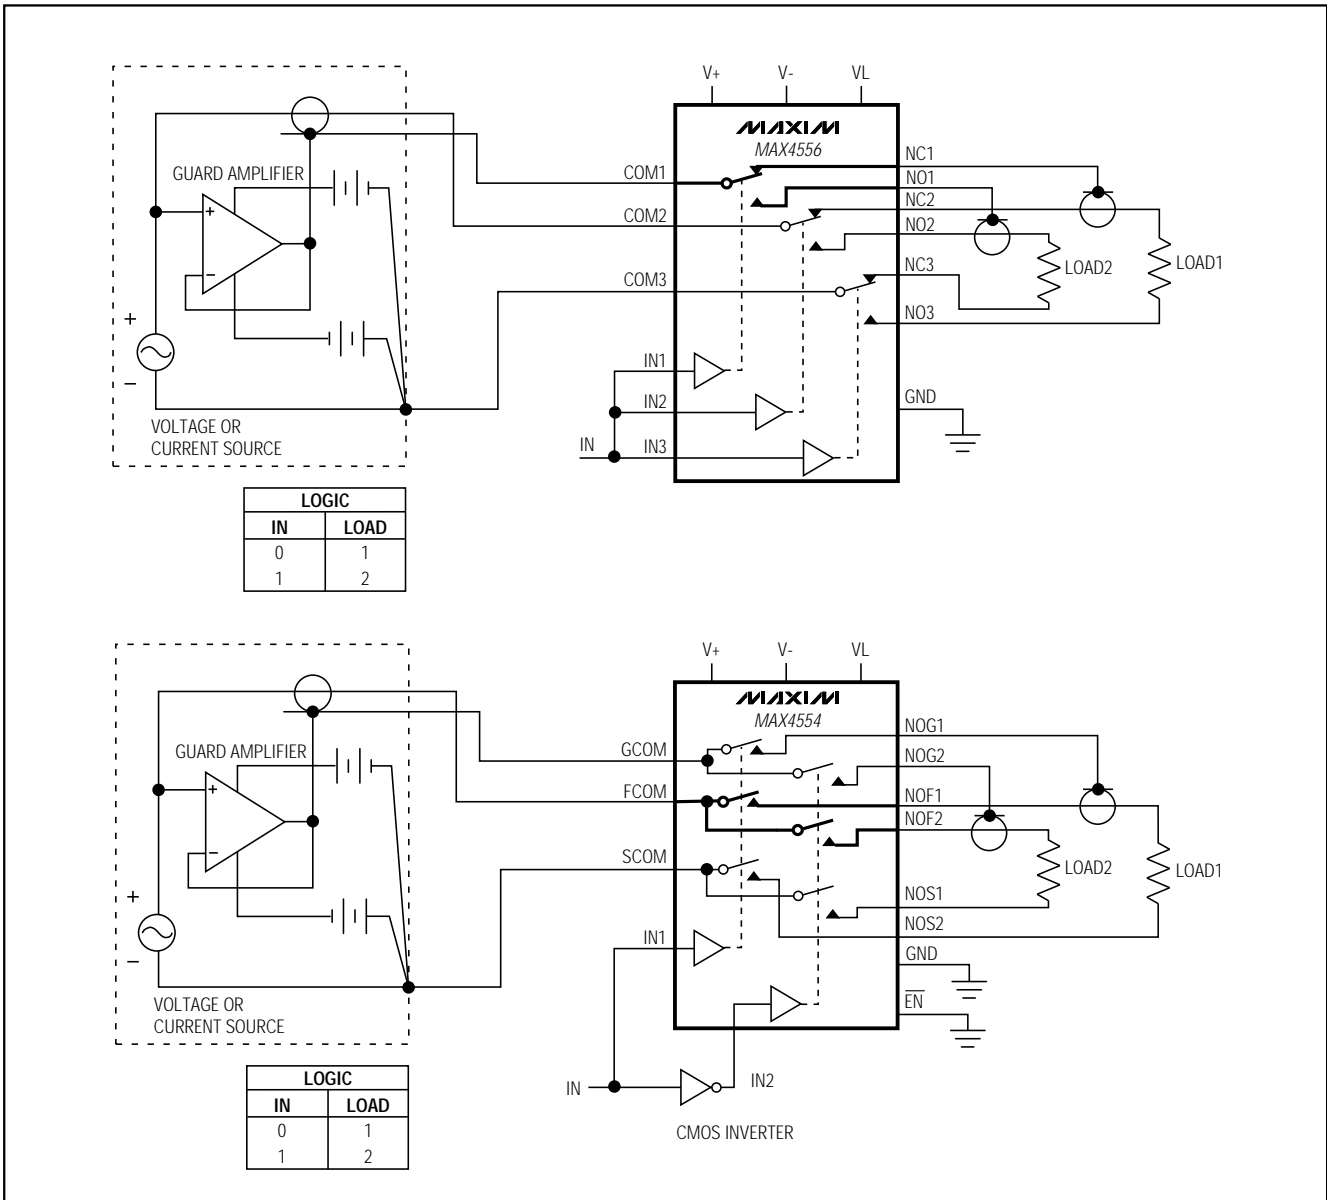 V+ V- VL
MAXIM
MAX4556
GUARD AMPLIFIER
+
−
+
−
VOLTAGE OR
CURRENT SOURCE
COM1
COM2
COM3
IN1
IN2
IN3
IN
NC1
NO1
NC2
NO2
NC3
NO3
GND
LOAD2
LOAD1
LOGIC
IN LOAD
0 1
1 2
V+ V- VL
MAXIM
MAX4554
GUARD AMPLIFIER
+
−
+
−
VOLTAGE OR
CURRENT SOURCE
GCOM
FCOM
SCOM
IN1
IN
IN2
CMOS INVERTER
NOG1
NOG2
NOF1
NOF2
NOS1
NOS2
GND
EN
LOAD2
LOAD1
LOGIC
IN LOAD
0 1
1 2